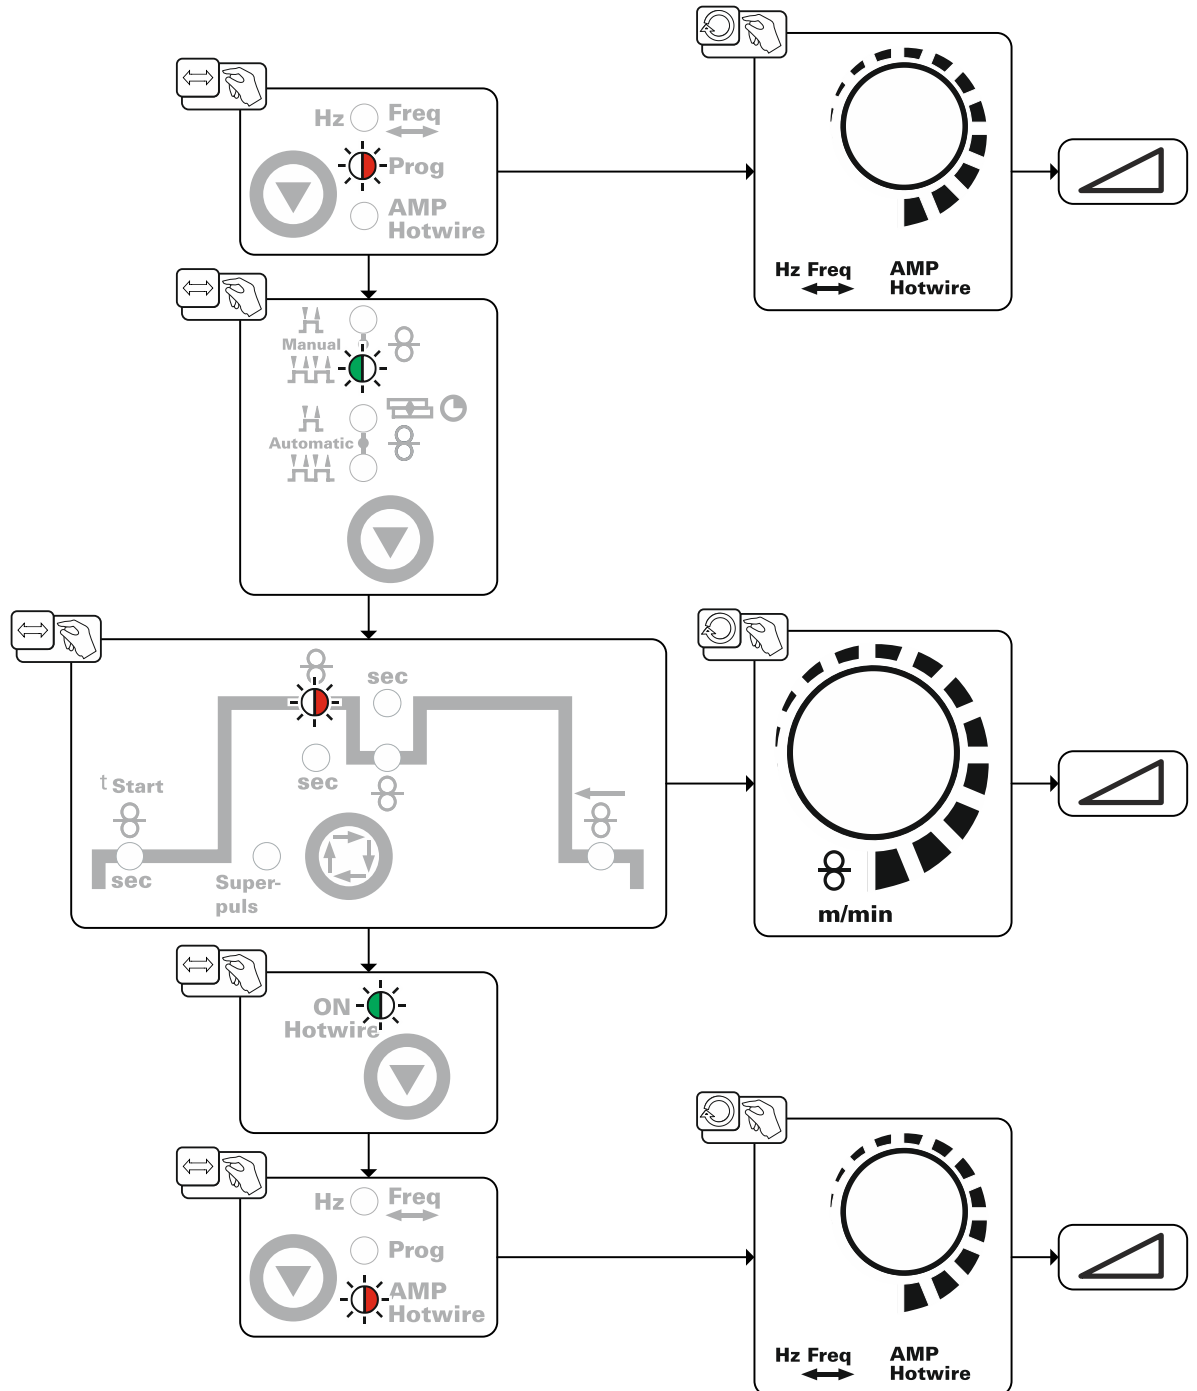 Hz Freq
Prog
AMP
Hotwire
Hz Freq AMP
Hotwire
Manual
Automatic
sec
sec
t Start
sec
Super-
puls
m/min
ON
Hotwire
Hz Freq
Prog
AMP
Hotwire
Hz Freq AMP
Hotwire